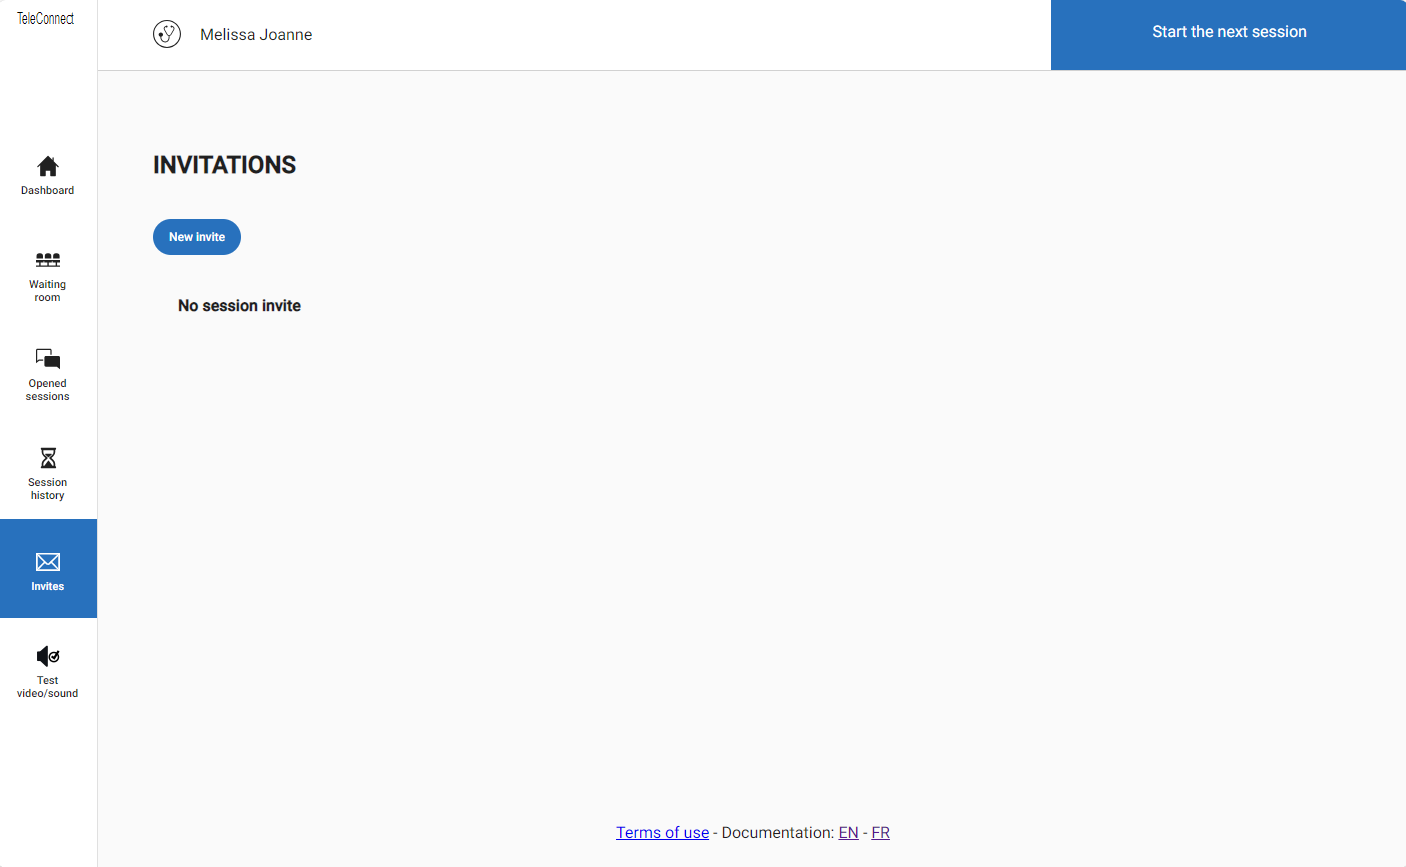 TeleConnect
Melissa Joanne
Start the next session
Dashboard
Waiting
room
Opened
sessions
Session
history
Invites
Test
video/sound
INVITATIONS
New invite
No session invite
Terms of use - Documentation: EN - FR